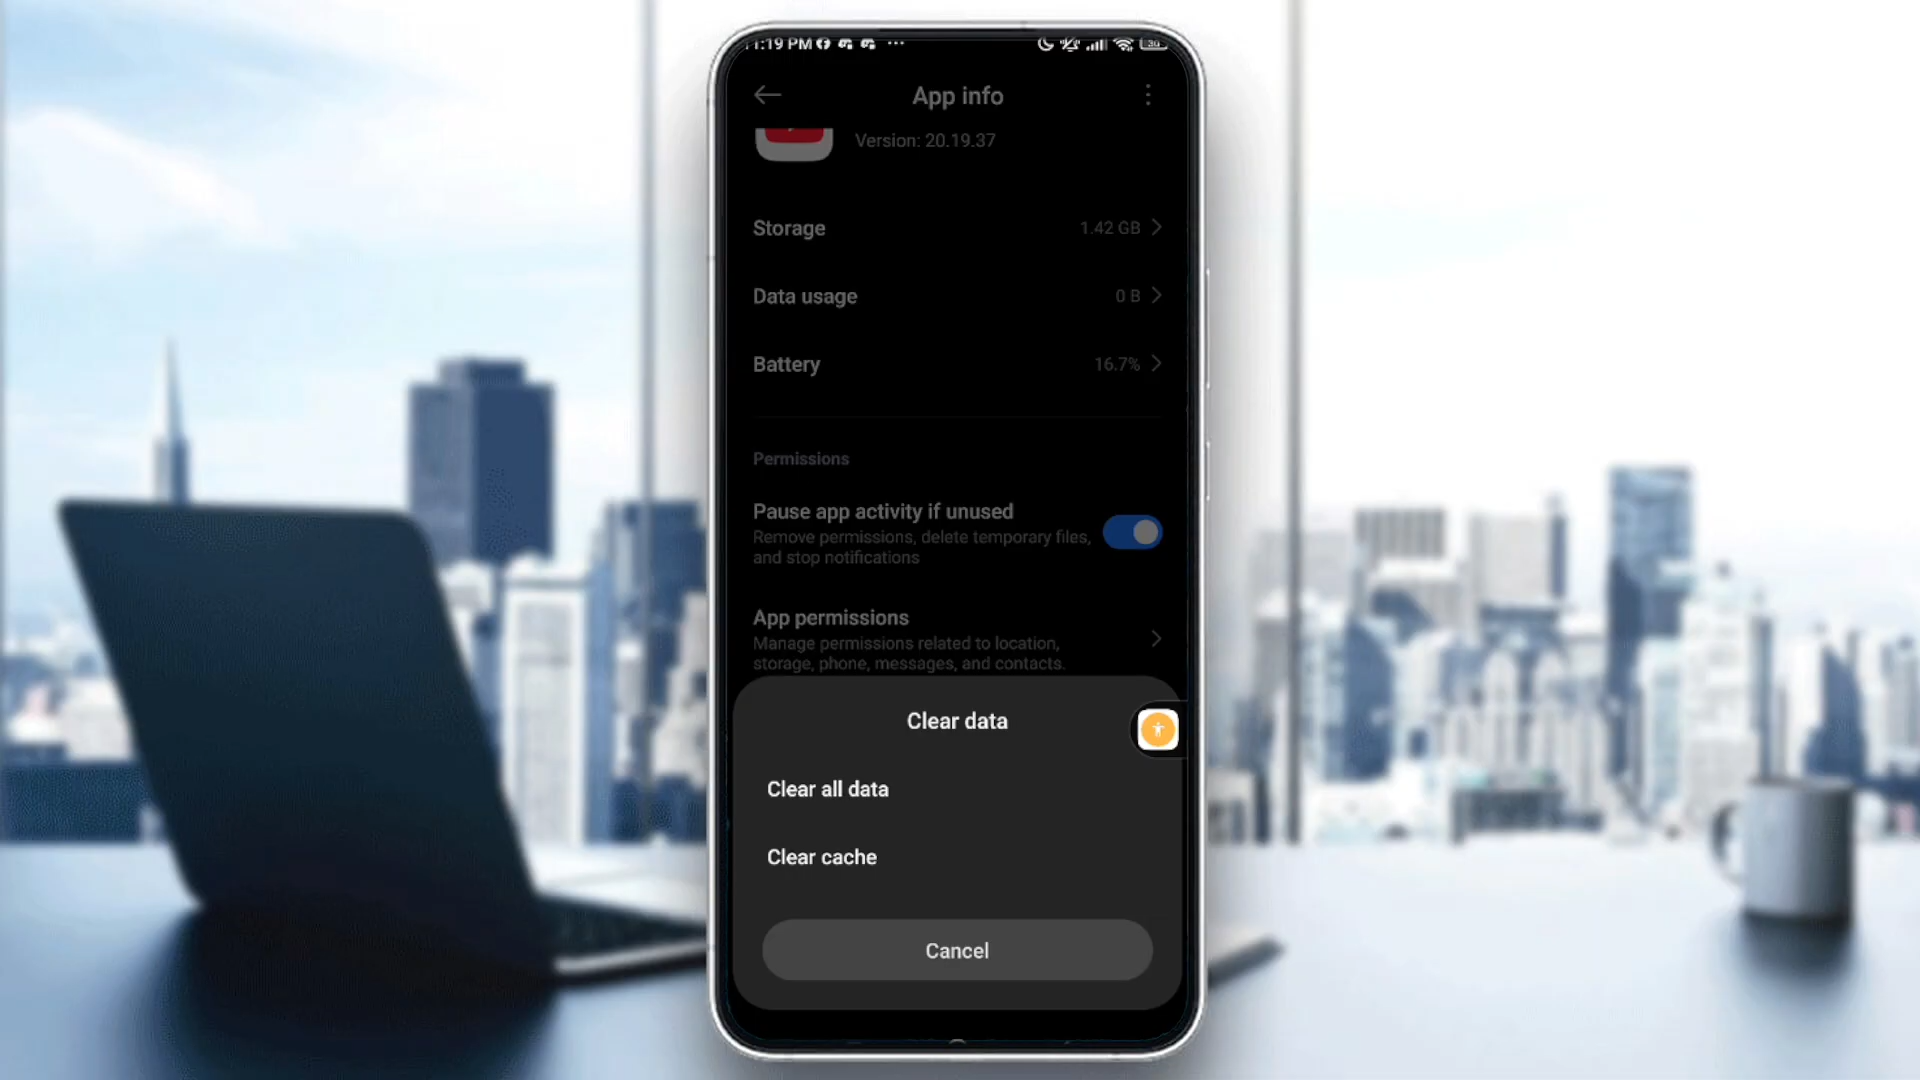 1:19 PM
30
App info
Version: 20.19.37
Storage
1.42 GB
Data usage
0 B
Battery
16.7%
Permissions
Pause app activity if unused
Remove permissions, delete temporary files,
and stop notifications
App permissions
Manage permissions related to location,
storage, phone, messages, and contacts.
Clear data
Clear all data
Clear cache
Cancel